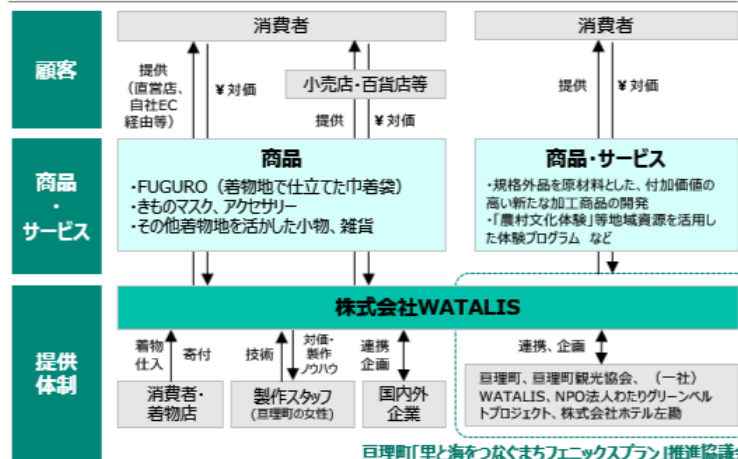 顧客
消費者
消費者
提供
(直営店、
自社EC
経由等)
¥対価
小売店・百貨店等
提供
¥対価
提供
¥対価
商品
・
サービス
商品
・FUGURO(着物地で仕立てた巾着袋)
・きものマスク、アクセサリー
・その他着物地を活かした小物、雑貨
商品・サービス
・規格外品を原材料とした、付加価値の
高い新たな加工商品の開発
・「農村文化体験」等地域資源を活用し
た体験プログラム など
提供
体制
株式会社WATALIS
着物
仕入
寄付
技術
対価・
製作
ノウハウ
連携
企画
連携、企画
消費者・
着物店
製作スタッフ
(亘理町の女性)
国内外
企業
亘理町、亘理町観光協会、(一社)
WATALIS、NPO法人わたりグリーンベル
トプロジェクト、株式会社ホテル左勘
亘理町「里と海をつなぐまちフェニックスプラン」推進協議会